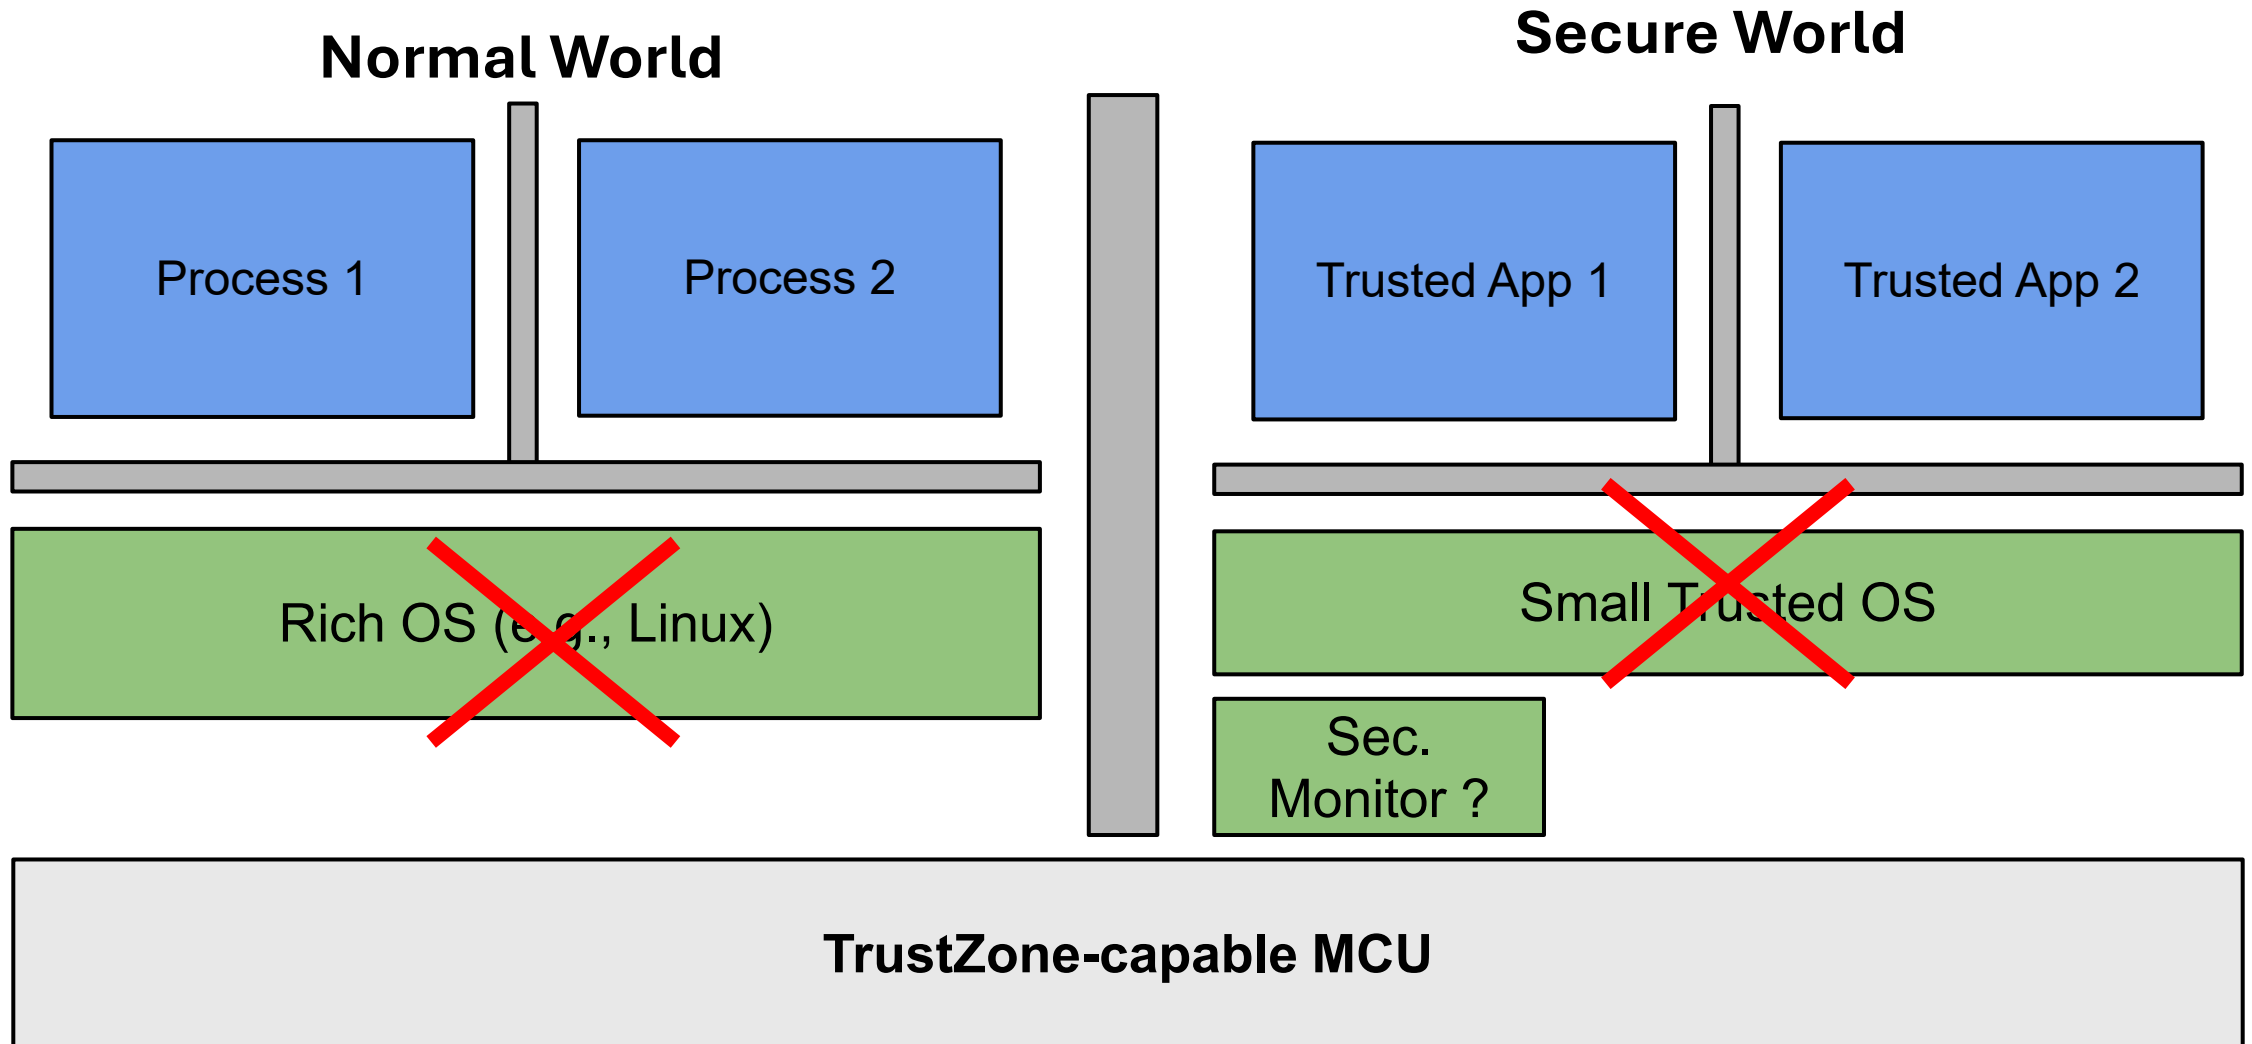 Normal World
Secure World
Process 1
Process 2
Trusted App 1
Trusted App 2
Rich OS (e.g., Linux)
Small Trusted OS
Sec.
Monitor ?
TrustZone-capable MCU